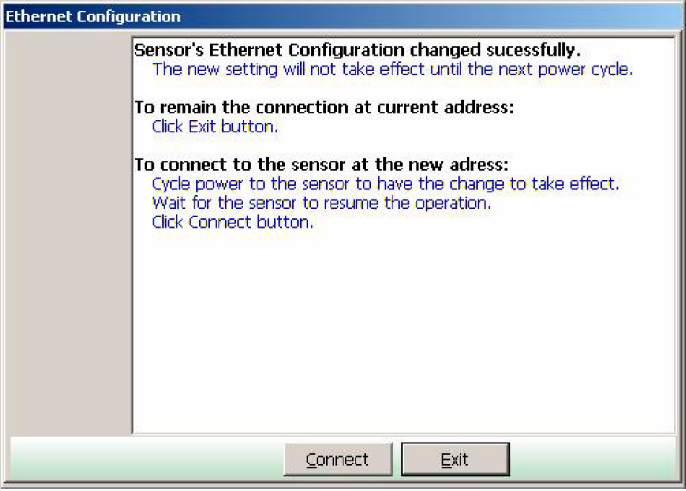 Ethernet Configuration
Sensor's Ethernet Configuration changed sucessfully.
The new setting will not take effect until the next power cycle.
To remain the connection at current address:
Click Exit button.
To connect to the sensor at the new adress:
Cycle power to the sensor to have the change to take effect.
Wait for the sensor to resume the operation.
Click Connect button.
Connect Exit